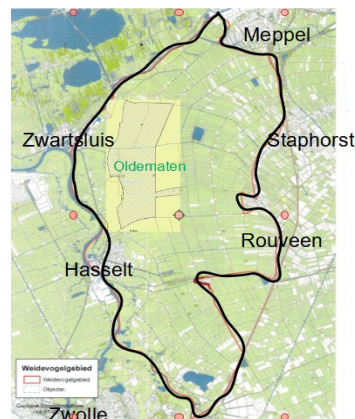 Meppel
Zwartsluis
Staphorst
Oldematen
Rouveen
Hasselt
Weidevogelgebied
Weidevogelgebied
Objecten
Zwolle